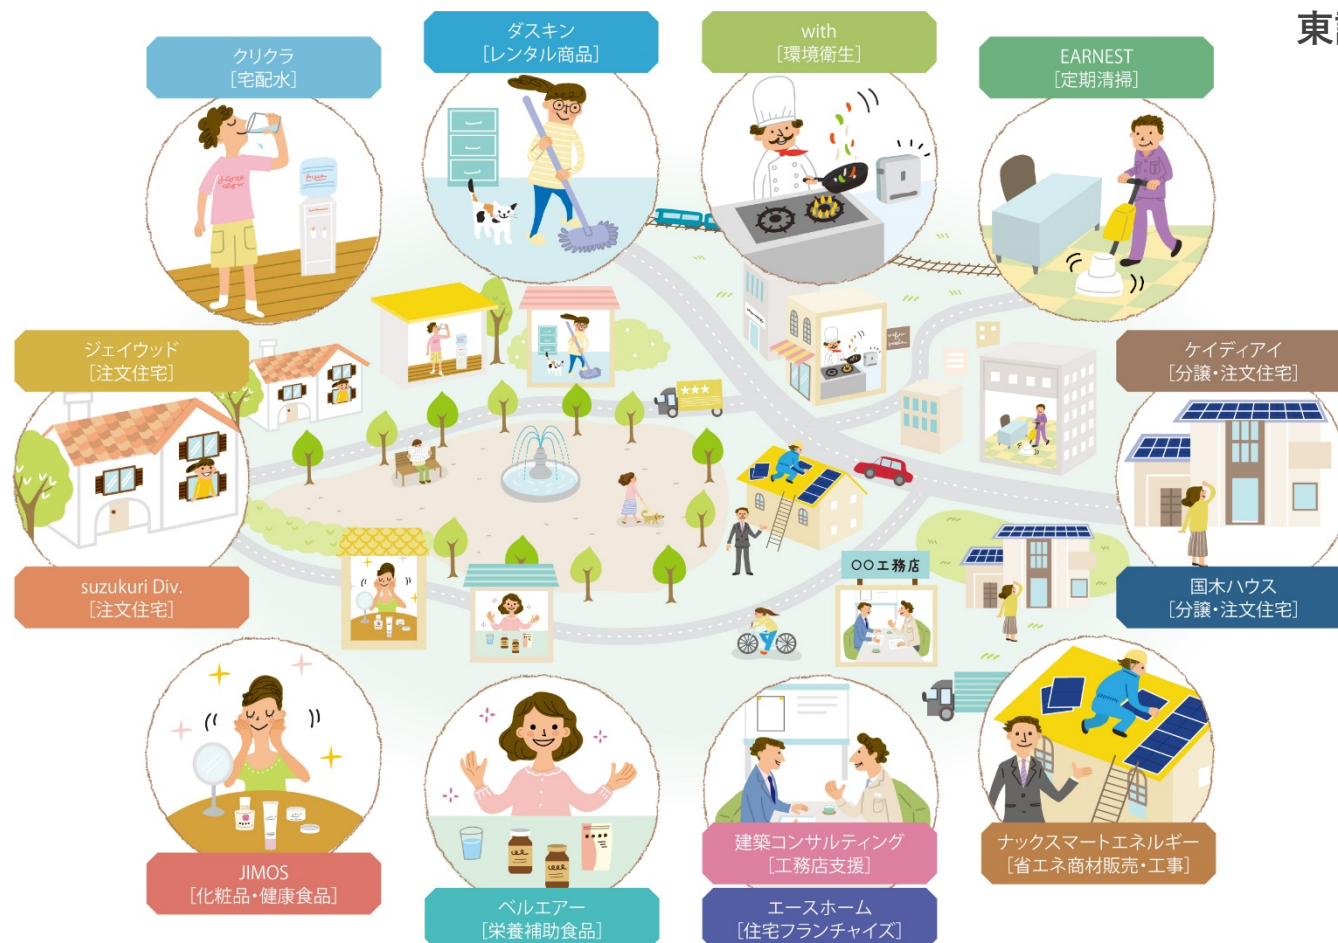 東
クリクラ
[宅配水]
ダスキン
[レンタル商品]
with
[環境衛生]
EARNEST
[定期清掃]
ジェイウッド
[注文住宅]
suzukuri Div.
[注文住宅]
ケイディアイ
[分譲・注文住宅]
国木ハウス
[分譲・注文住宅]
○○工務店
JIMOS
[化粧品・健康食品]
ベルエアー
[栄養補助食品]
建築コンサルティング
[工務店支援]
エースホーム
[住宅フランチャイズ]
ナックスマートエネルギー
[省エネ商材販売・工事]